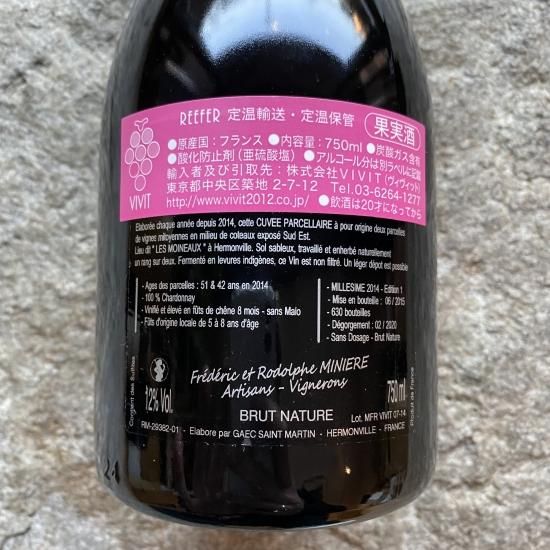 REEFER 定温輸送・定温保管 果実酒
●原産国：フランス ●内容量：750ml ●炭酸ガス含有
●酸化防止剤（亜硫酸塩） ●アルコール分は別ラベルに記載
輸入者及び引取先：株式会社VIVIT（ヴィヴィット）
東京都中央区築地 2-7-12 Tel.03-6264-1277
http://www.vivit2012.co.jp/ ●飲酒は20才になってから
VIVIT
Elaborée chaque année depuis 2014, cette CUVEE PARCELLAIRE a pour origine deux parcelles
de vignes mitoyennes en milieu de coteaux exposé Sud Est.
Lieu dit " LES MOINEAUX " à Hermonville. Sol sableux, travaillé et enherbé naturellement
un rang sur deux. Fermenté en levures indigènes, ce Vin est non filtré. Un léger dépot est possible
- Ages des parcelles : 51 & 42 ans en 2014
- 100 % Chardonnay
- Vinifié et élevé en fûts de chêne 8 mois - sans Malo
- Fûts d'origine locale de 5 à 8 ans d'âge
- MILLESIME 2014 - Edition 1
- Mise en bouteille : 06 / 2015
- 630 bouteilles
- Dégorgement : 02 / 2020
- Sans Dosage - Brut Nature
Frédéric et Rodolphe MINIERE
Artisans - Vignerons
Contient des Sulfites
12% Vol.
750 ml
Produit de France
BRUT NATURE
Lot. MFR VIVIT 07-14
RM-29382-01 - Elabore par GAEC SAINT MARTIN - HERMONVILLE - FRANCE